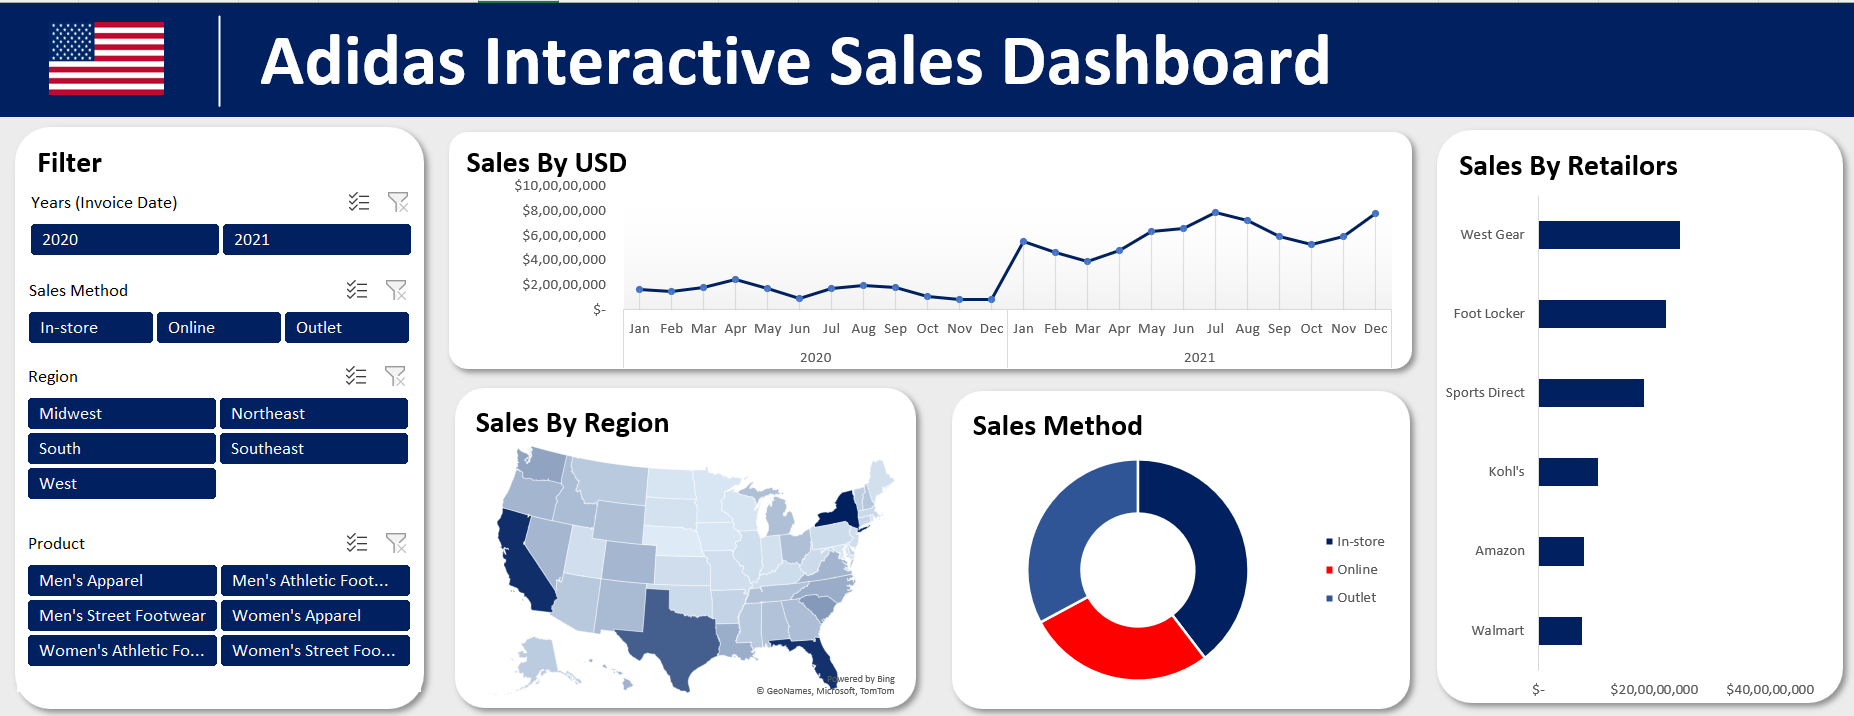 Adidas Interactive Sales Dashboard
Filter
Years (Invoice Date)
2020 2021
Sales Method
In-store Online Outlet
Region
Midwest Northeast
South Southeast
West
Product
Men's Apparel Men's Athletic Foot...
Men's Street Footwear Women's Apparel
Women's Athletic Fo... Women's Street Foo...
Sales By USD
$10,00,00,000
$8,00,00,000
$6,00,00,000
$4,00,00,000
$2,00,00,000
$-
Jan Feb Mar Apr May Jun Jul Aug Sep Oct Nov Dec Jan Feb Mar Apr May Jun Jul Aug Sep Oct Nov Dec
2020 2021
Sales By Region
Powered by Bing
© GeoNames, Microsoft, TomTom
Sales Method
In-store
Online
Outlet
Sales By Retailors
West Gear
Foot Locker
Sports Direct
Kohl's
Amazon
Walmart
$- $20,00,00,000 $40,00,00,000